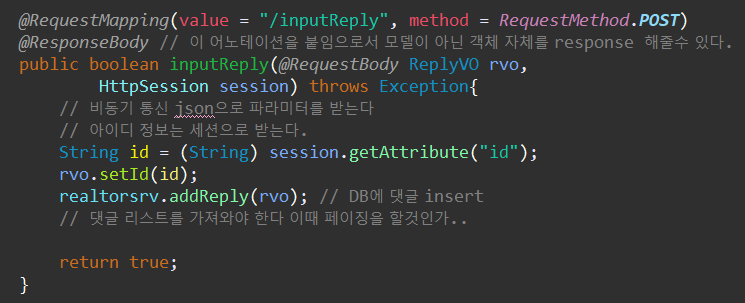 @RequestMapping(value = "/inputReply", method = RequestMethod.POST)
@ResponseBody // 이 어노테이션을 붙임으로서 모델이 아닌 객체 자체를 response 해줄수 있다.
public boolean inputReply(@RequestBody ReplyVO rvo,
        HttpSession session) throws Exception{
    // 비동기 통신 json으로 파라미터를 받는다
    // 아이디 정보는 세션으로 받는다.
    String id = (String) session.getAttribute("id");
    rvo.setId(id);
    realtorsrv.addReply(rvo); // DB에 댓글 insert
    // 댓글 리스트를 가져와야 한다 이때 페이징을 할것인가..
    return true;
}